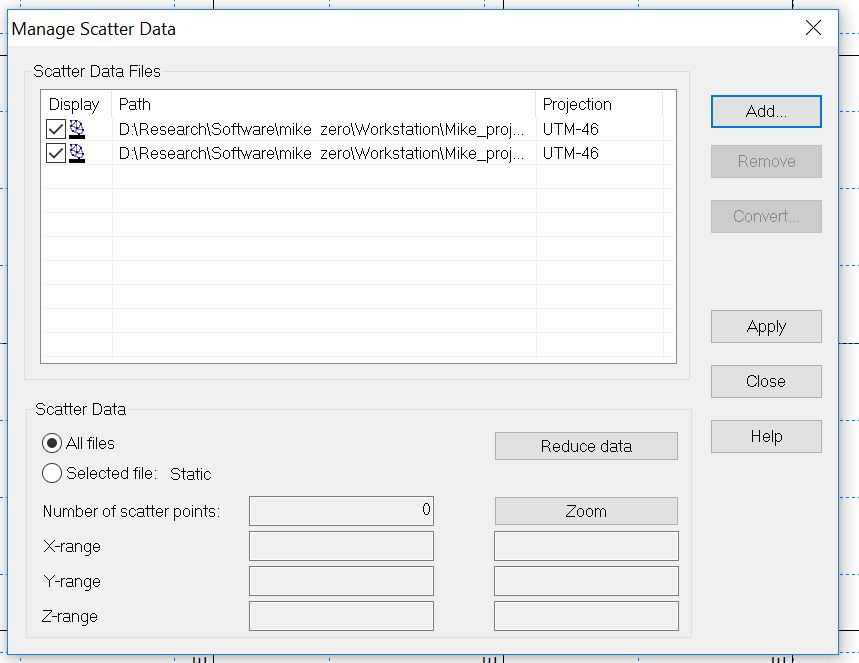 Manage Scatter Data
Scatter Data Files
Display Path Projection
D:\Research\Software\mike zero\Workstation\Mike_proj... UTM-46
D:\Research\Software\mike zero\Workstation\Mike_proj... UTM-46
Add...
Remove
Convert...
Apply
Close
Help
Scatter Data
All files
Selected file: Static
Reduce data
Number of scatter points: 0
Zoom
X-range
Y-range
Z-range